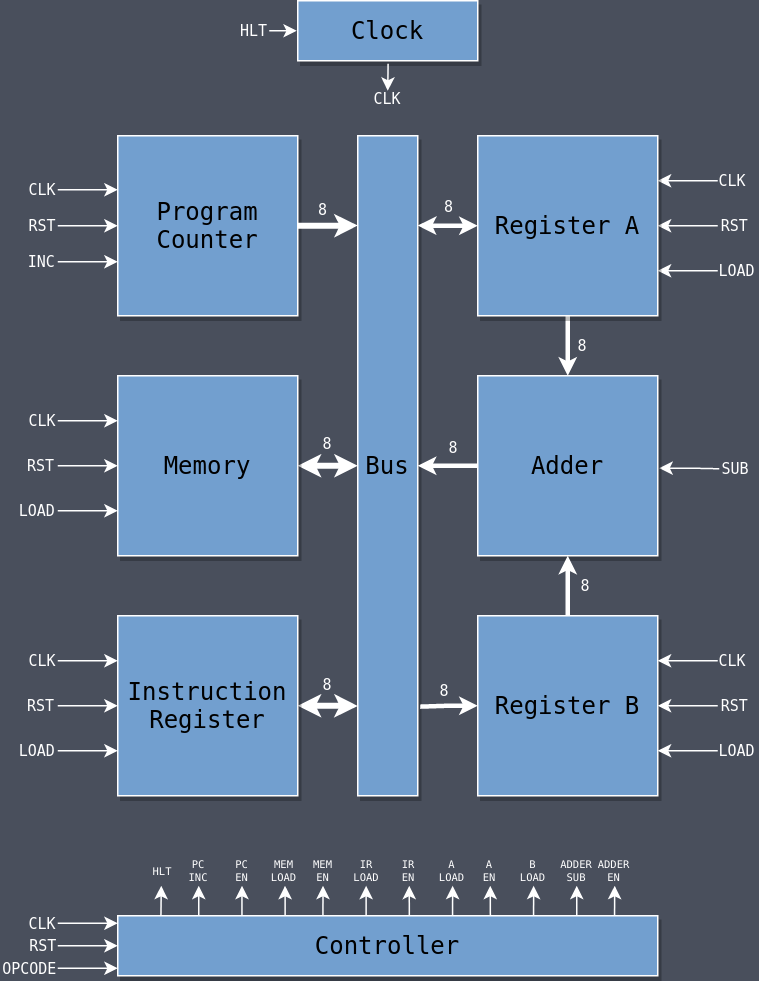 HLT
Clock
CLK
CLK
RST
INC
Program
Counter
8
8
Register A
CLK
RST
LOAD
8
CLK
RST
LOAD
Memory
8
Bus
8
Adder
SUB
8
CLK
RST
LOAD
Instruction
Register
8
8
Register B
CLK
RST
LOAD
HLT
PC
INC
PC
EN
MEM
LOAD
MEM
EN
IR
LOAD
IR
EN
A
LOAD
A
EN
B
LOAD
ADDER
SUB
ADDER
EN
CLK
RST
OPCODE
Controller